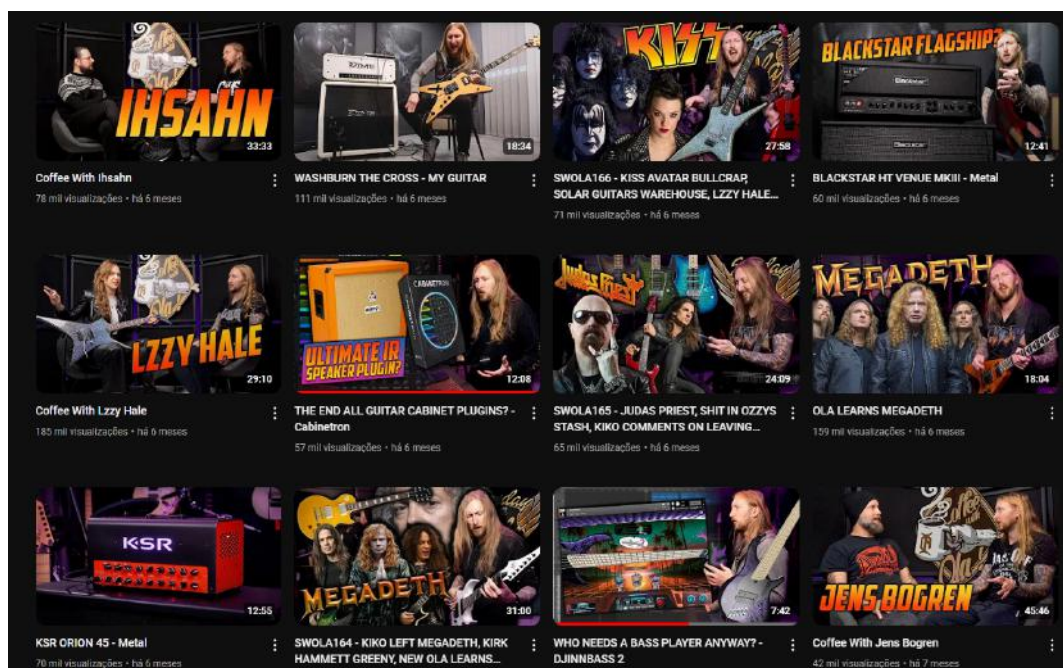 IHSAHN
33:33
18:34
KISS
27:58
BLACKSTAR FLAGSHIP?
Blackstar
12:41
Coffee With Ihsahn
78 mil visualizações • há 6 meses
WASHBURN THE CROSS - MY GUITAR
111 mil visualizações • há 6 meses
SWOLA166 - KISS AVATAR BULLCRAP,
SOLAR GUITARS WAREHOUSE, LZZY HALE...
71 mil visualizações • há 6 meses
BLACKSTAR HT VENUE MKIII - Metal
60 mil visualizações • há 6 meses
LZZY HALE
29:10
CABINETRON
ULTIMATE IR
SPEAKER PLUGIN?
12:08
Judas Priest
24:09
MEGADETH
18:04
Coffee With Lzzy Hale
185 mil visualizações • há 6 meses
THE END ALL GUITAR CABINET PLUGINS? -
Cabinetron
57 mil visualizações • há 6 meses
SWOLA165 - JUDAS PRIEST, SHIT IN OZZYS
STASH, KIKO COMMENTS ON LEAVING...
65 mil visualizações • há 6 meses
OLA LEARNS MEGADETH
159 mil visualizações • há 6 meses
KSR
12:55
MEGADETH
31:00
7:42
JENS BOGREN
45:46
KSR ORION 45 - Metal
70 mil visualizações • há 6 meses
SWOLA164 - KIKO LEFT MEGADETH, KIRK
HAMMETT GREENY, NEW OLA LEARNS...
WHO NEEDS A BASS PLAYER ANYWAY? -
DJINNBASS 2
Coffee With Jens Bogren
42 mil visualizações • há 7 meses